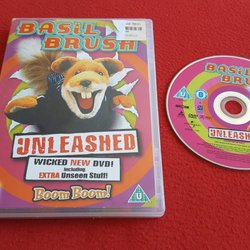 BASIL
BRUSH
UNLEASHED
WICKED NEW DVD!
Including
EXTRA Unseen Stuff!
Boom Boom!
U
BASIL
BRUSH
U
UNLEASHED